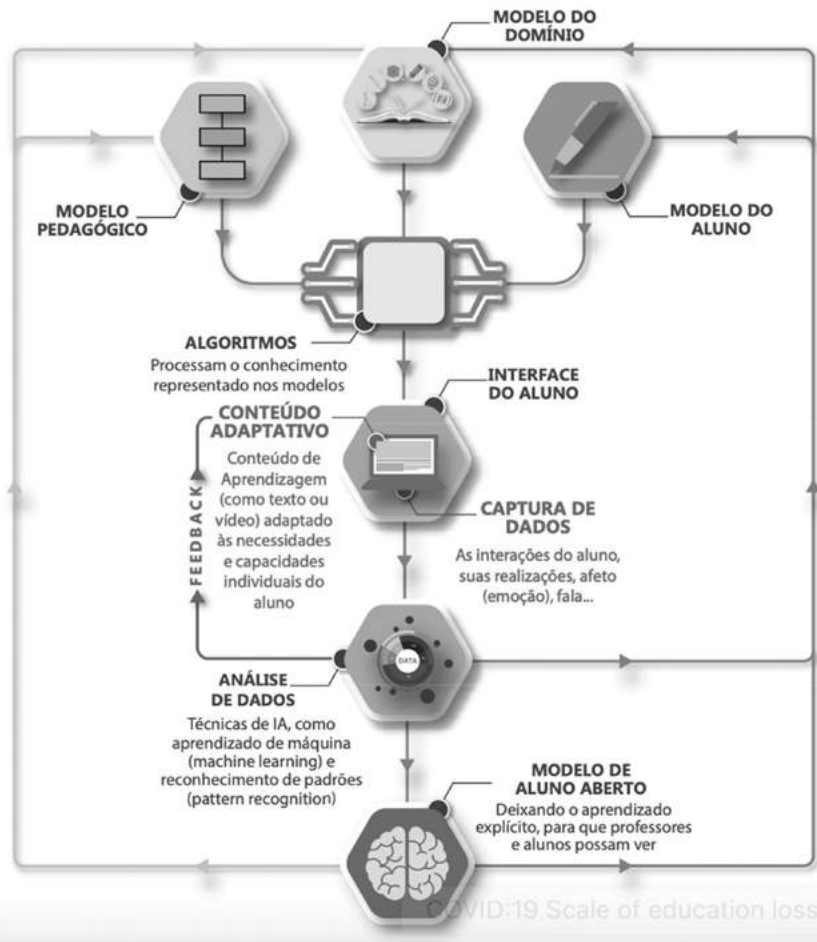 MODELO DO
DOMÍNIO
MODELO
PEDAGÓGICO
MODELO DO
ALUNO
ALGORITMOS
Processam o conhecimento
representado nos modelos
INTERFACE
DO ALUNO
CONTEÚDO
ADAPTATIVO
Conteúdo de
Aprendizagem
(como texto ou
vídeo) adaptado
às necessidades
e capacidades
individuais do
aluno
FEEDBACK
CAPTURA DE
DADOS
As interações do aluno,
suas realizações, afeto
(emoção), fala...
DATA
ANÁLISE
DE DADOS
Técnicas de IA, como
aprendizado de máquina
(machine learning) e
reconhecimento de padrões
(pattern recognition)
MODELO DE
ALUNO ABERTO
Deixando o aprendizado
explícito, para que professores
e alunos possam ver
COVID:19 Scale of education loss